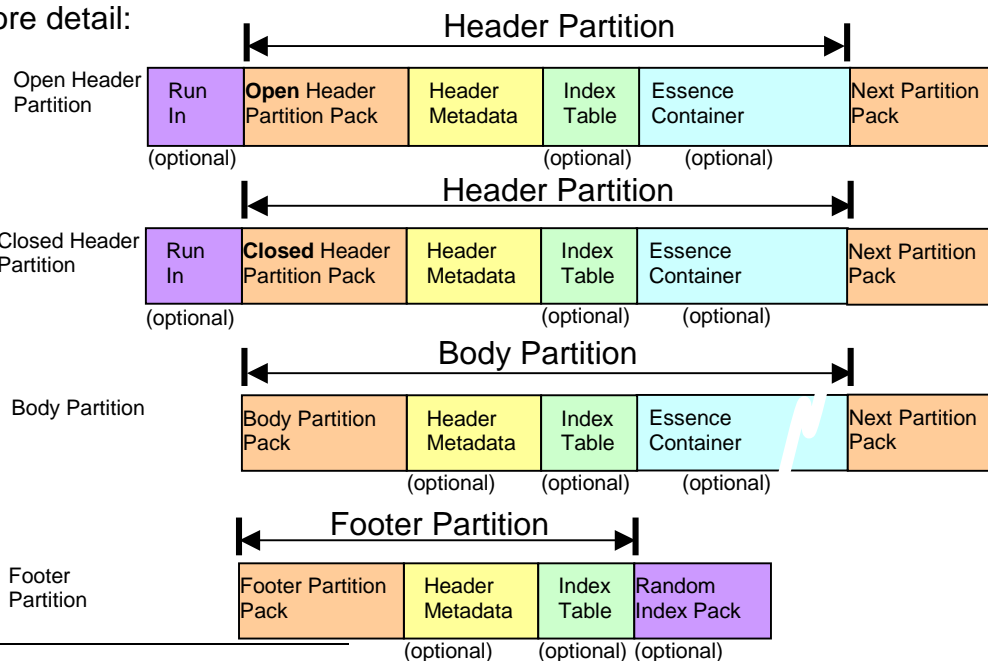 ore detail:
Header Partition
Open Header
Partition
Run
In
Open Header
Partition Pack
Header
Metadata
Index
Table
Essence
Container
Next Partition
Pack
(optional)
(optional)
(optional)
Header Partition
Closed Header
Partition
Run
In
Closed Header
Partition Pack
Header
Metadata
Index
Table
Essence
Container
Next Partition
Pack
(optional)
(optional)
(optional)
Body Partition
Body Partition
Body Partition
Pack
Header
Metadata
Index
Table
Essence
Container
Next Partition
Pack
(optional)
(optional)
(optional)
Footer Partition
Footer
Partition
Footer Partition
Pack
Header
Metadata
Index
Table
Random
Index Pack
(optional)
(optional)
(optional)